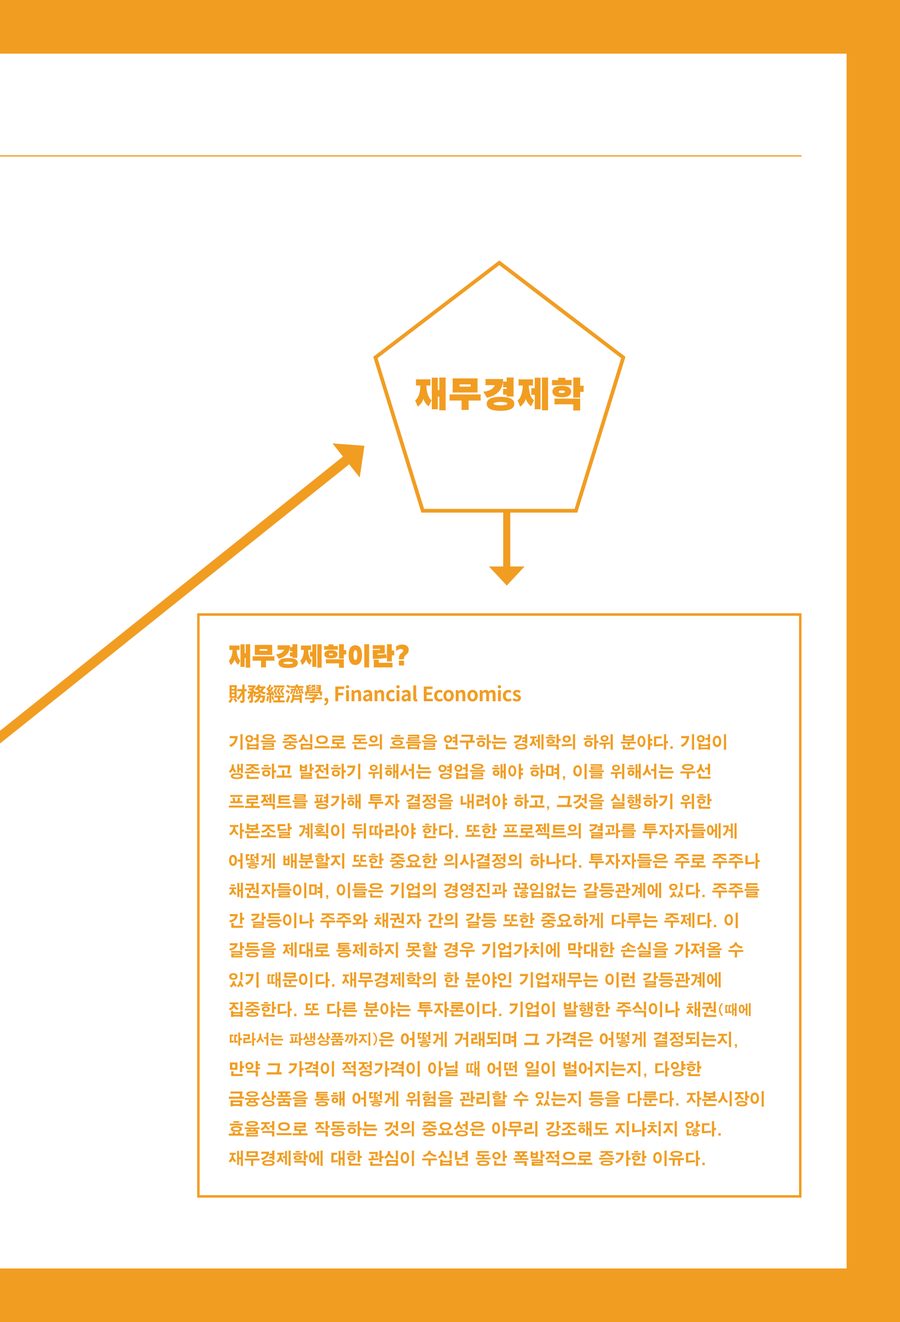 재무경제학
재무경제학이란?
財務經濟學, Financial Economics
기업을 중심으로 돈의 흐름을 연구하는 경제학의 하위 분야다. 기업이
생존하고 발전하기 위해서는 영업을 해야 하며, 이를 위해서는 우선
프로젝트를 평가해 투자 결정을 내려야 하고, 그것을 실행하기 위한
자본조달 계획이 뒤따라야 한다. 또한 프로젝트의 결과를 투자자들에게
어떻게 배분할지 또한 중요한 의사결정의 하나다. 투자자들은 주로 주주나
채권자들이며, 이들은 기업의 경영진과 끊임없는 갈등관계에 있다. 주주들
간 갈등이나 주주와 채권자 간의 갈등 또한 중요하게 다루는 주제다. 이
갈등을 제대로 통제하지 못할 경우 기업가치에 막대한 손실을 가져올 수
있기 때문이다. 재무경제학의 한 분야인 기업재무는 이런 갈등관계에
집중한다. 또 다른 분야는 투자론이다. 기업이 발행한 주식이나 채권(때에
따라서는 파생상품까지)은 어떻게 거래되며 그 가격은 어떻게 결정되는지,
만약 그 가격이 적정가격이 아닐 때 어떤 일이 벌어지는지, 다양한
금융상품을 통해 어떻게 위험을 관리할 수 있는지 등을 다룬다. 자본시장이
효율적으로 작동하는 것의 중요성은 아무리 강조해도 지나치지 않다.
재무경제학에 대한 관심이 수십년 동안 폭발적으로 증가한 이유다.